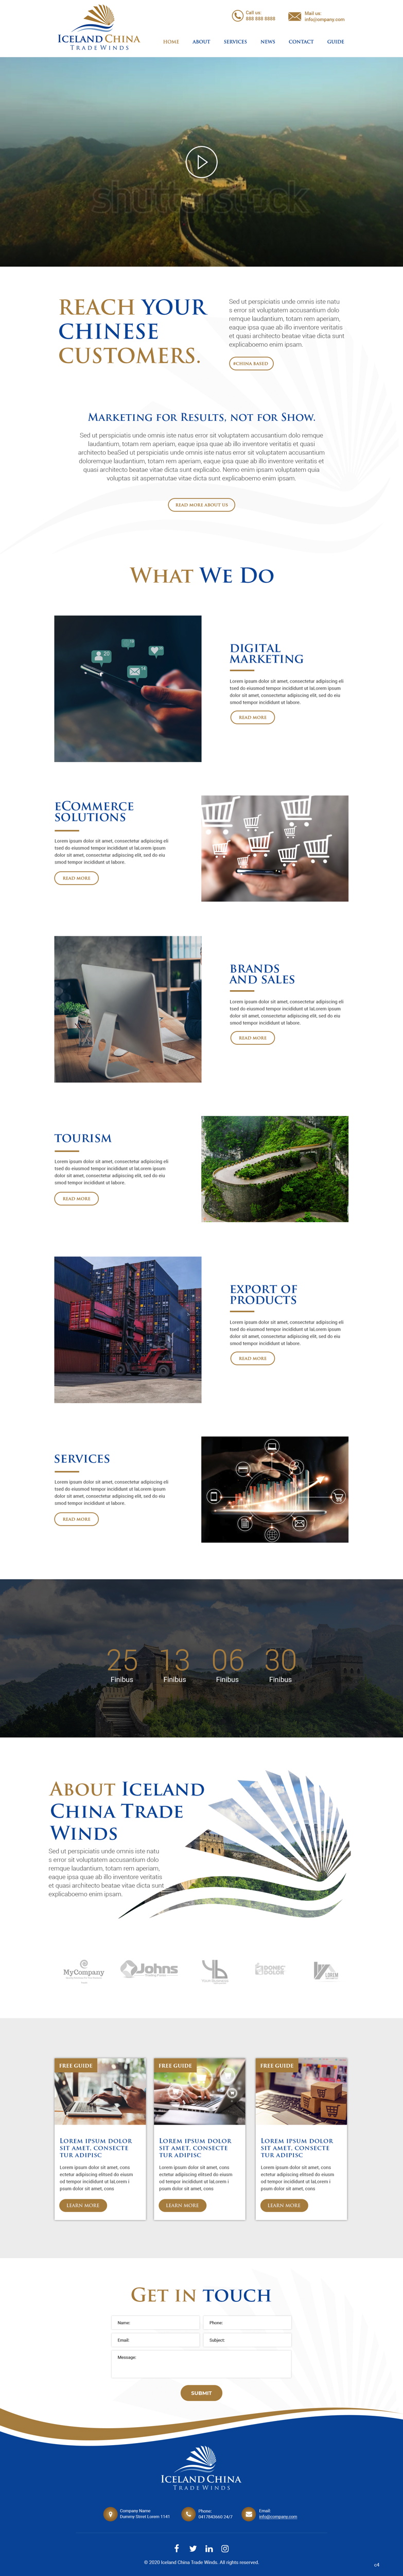 ICELAND CHINA
TRADE WINDS
Call us:
888 888 8888
Mail us:
info@ompany.com
HOME ABOUT SERVICES NEWS CONTACT GUIDE
shutterstock
REACH YOUR
CHINESE
CUSTOMERS.
Sed ut perspiciatis unde omnis iste natu
s error sit voluptatem accusantium dolo
remque laudantium, totam rem aperiam,
eaque ipsa quae ab illo inventore veritatis
et quasi architecto beatae vitae dicta sunt
explicaboemo enim ipsam.
#CHINA BASED
MARKETING FOR RESULTS, NOT FOR SHOW.
Sed ut perspiciatis unde omnis iste natus error sit voluptatem accusantium dolo remque
laudantium, totam rem aperiam, eaque ipsa quae ab illo inventore veritatis et quasi
architecto beaSed ut perspiciatis unde omnis iste natus error sit voluptatem accusantium
doloremque laudantium, totam rem aperiam, eaque ipsa quae ab illo inventore veritatis et
quasi architecto beatae vitae dicta sunt explicabo. Nemo enim ipsam voluptatem quia
voluptas sit aspernatur aut vitae dicta sunt explicaboemo enim ipsam.
READ MORE ABOUT US
WHAT WE DO
DIGITAL
MARKETING
Lorem ipsum dolor sit amet, consectetur adipiscing eli
tsed do eiusmod tempor incididunt ut laLorem ipsum
dolor sit amet, consectetur adipiscing elit, sed do eiu
smod tempor incididunt ut labore.
READ MORE
eCOMMERCE
SOLUTIONS
Lorem ipsum dolor sit amet, consectetur adipiscing eli
tsed do eiusmod tempor incididunt ut laLorem ipsum
dolor sit amet, consectetur adipiscing elit, sed do eiu
smod tempor incididunt ut labore.
READ MORE
BRANDS
AND SALES
Lorem ipsum dolor sit amet, consectetur adipiscing eli
tsed do eiusmod tempor incididunt ut laLorem ipsum
dolor sit amet, consectetur adipiscing elit, sed do eiu
smod tempor incididunt ut labore.
READ MORE
TOURISM
Lorem ipsum dolor sit amet, consectetur adipiscing eli
tsed do eiusmod tempor incididunt ut laLorem ipsum
dolor sit amet, consectetur adipiscing elit, sed do eiu
smod tempor incididunt ut labore.
READ MORE
EXPORT OF
PRODUCTS
Lorem ipsum dolor sit amet, consectetur adipiscing eli
tsed do eiusmod tempor incididunt ut laLorem ipsum
dolor sit amet, consectetur adipiscing elit, sed do eiu
smod tempor incididunt ut labore.
READ MORE
SERVICES
Lorem ipsum dolor sit amet, consectetur adipiscing eli
tsed do eiusmod tempor incididunt ut laLorem ipsum
dolor sit amet, consectetur adipiscing elit, sed do eiu
smod tempor incididunt ut labore.
READ MORE
25 13 06 30
Finibus Finibus Finibus Finibus
ABOUT ICELAND
CHINA TRADE
WINDS
Sed ut perspiciatis unde omnis iste natu s
error sit voluptatem accusantium dolo
remque laudantium, totam rem aperiam,
eaque ipsa quae ab illo inventore veritatis
et quasi architecto beatae vitae dicta sunt
explicaboemo enim ipsam.
MyCompany Johns DONEC DOLOR LOREM
FREE GUIDE FREE GUIDE FREE GUIDE
LOREM IPSUM DOLOR
SIT AMET, CONSECTE
TUR ADIPISC
Lorem ipsum dolor sit amet, cons
ectetur adipiscing elitsed do eiusm
od tempor incididunt ut laLorem i
psum dolor sit amet, cons
LEARN MORE
LOREM IPSUM DOLOR
SIT AMET, CONSECTE
TUR ADIPISC
Lorem ipsum dolor sit amet, cons
ectetur adipiscing elitsed do eiusm
od tempor incididunt ut laLorem i
psum dolor sit amet, cons
LEARN MORE
LOREM IPSUM DOLOR
SIT AMET, CONSECTE
TUR ADIPISC
Lorem ipsum dolor sit amet, cons
ectetur adipiscing elitsed do eiusm
od tempor incididunt ut laLorem i
psum dolor sit amet, cons
LEARN MORE
GET IN TOUCH
Name: Phone:
Email: Subject:
Message:
SUBMIT
ICELAND CHINA
TRADE WINDS
Company Name
Dummy Stret Lorem 1141
Phone:
0417843660 24/7
Email:
info@company.com
© 2020 Iceland China Trade Winds. All rights reserved.